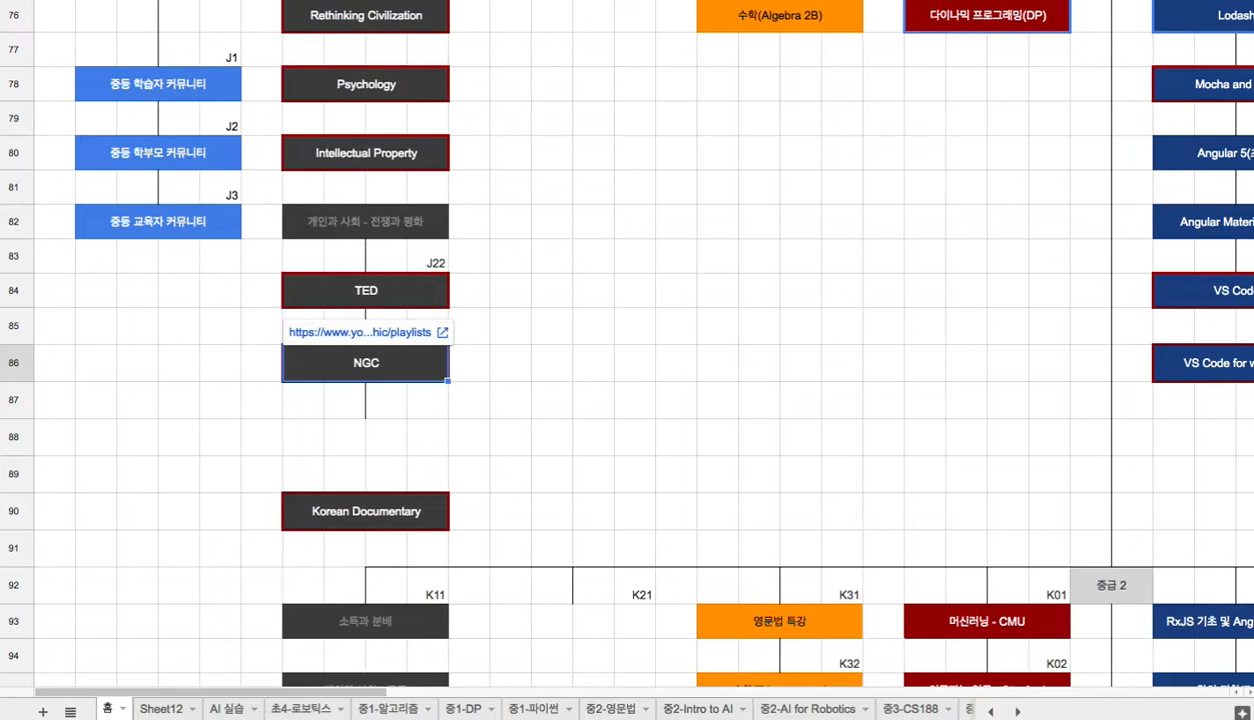 76
Rethinking Civilization
수학(Algebra 2B)
다이나믹 프로그래밍(DP)
Lodash
77
J1
78
중등 학습자 커뮤니티
Psychology
Mocha and
79
J2
80
중등 학부모 커뮤니티
Intellectual Property
Angular 5(
81
J3
82
중등 교육자 커뮤니티
개인과 사회 - 전쟁과 평화
Angular Materi
83
J22
84
TED
VS Cod
85
https://www.yo...hic/playlists
86
NGC
VS Code for w
87
88
89
90
Korean Documentary
91
92
K11
K21
K31
K01
중급 2
93
소득과 분배
영문법 특강
머신러닝 - CMU
RxJS 기초 및 Ang
94
K32
K02
홈
Sheet12
AI 실습
초4-로보틱스
중1-알고리즘
중1-DP
중1-파이썬
중2-영문법
중2-Intro to AI
중2-AI for Robotics
중3-CS188